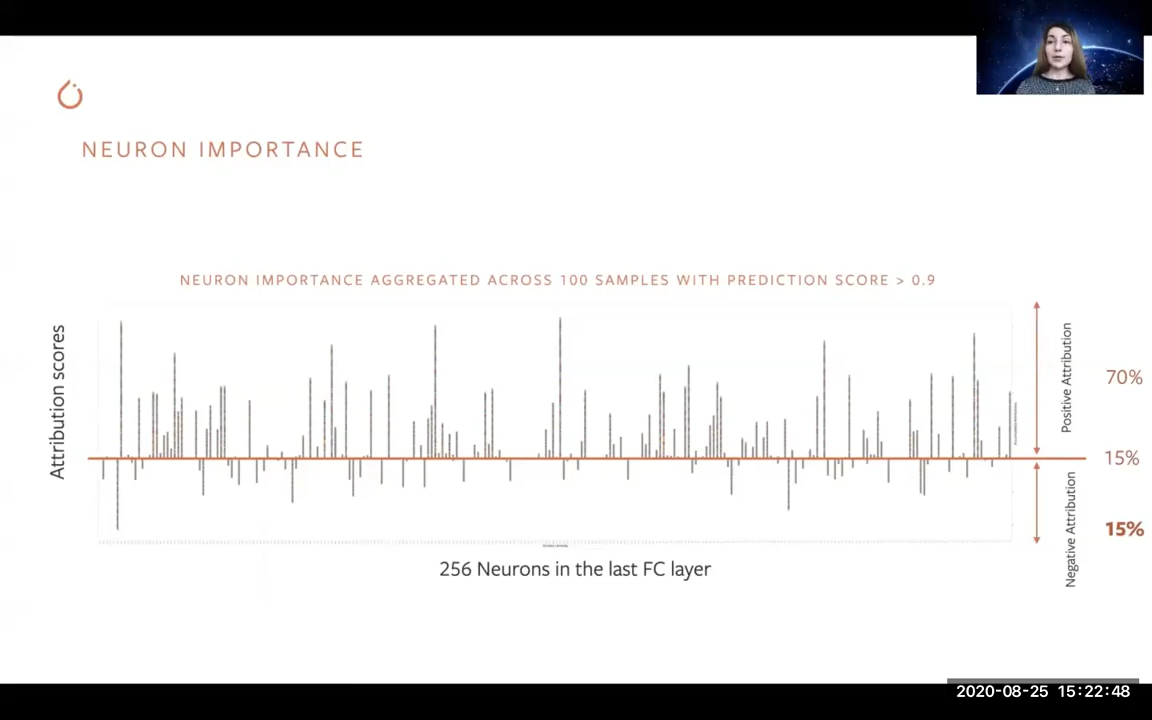 NEURON IMPORTANCE
NEURON IMPORTANCE AGGREGATED ACROSS 100 SAMPLES WITH PREDICTION SCORE > 0.9
Attribution scores
Positive Attribution
70%
15%
Negative Attribution
15%
256 Neurons in the last FC layer
2020-08-25 15:22:48